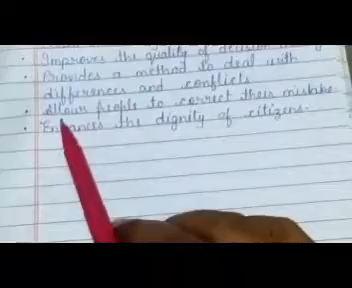 • Improves the quality of decision
• Provides a method to deal with
differences and conflicts
• Allows people to correct their mistake
• Enhances the dignity of citizens.